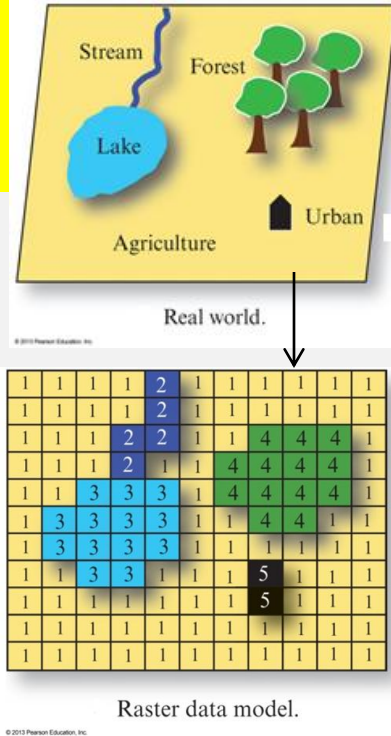 Stream
Forest
Lake
Urban
Agriculture
Real world.
© 2013 Pearson Education, Inc.
1 1 1 1 2 1 1 1 1 1 1
1 1 1 1 2 1 1 1 1 1 1
1 1 1 2 2 1 1 4 4 4 1
1 1 1 2 1 1 4 4 4 4 1
1 1 3 3 3 1 4 4 4 4 1
1 3 3 3 3 1 1 4 4 1 1
1 3 3 3 3 1 1 1 1 1 1
1 1 3 3 1 1 1 5 1 1 1
1 1 1 1 1 1 1 5 1 1 1
1 1 1 1 1 1 1 1 1 1 1
1 1 1 1 1 1 1 1 1 1 1
Raster data model.
© 2013 Pearson Education, Inc.